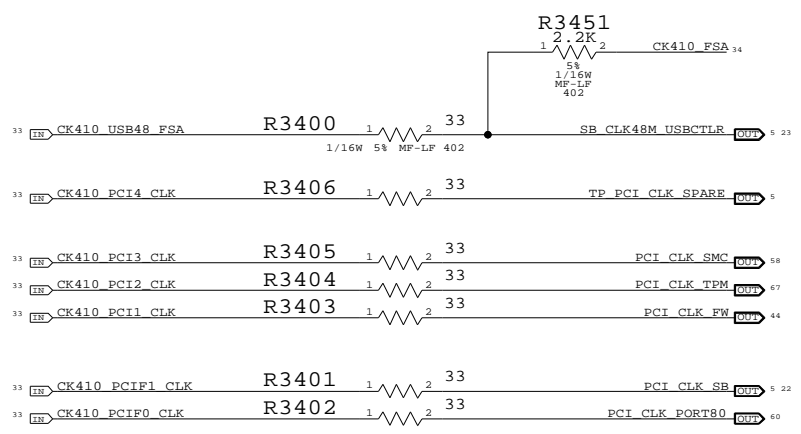 R3451
2.2K
1 2 CK410_FSA 34
5%
1/16W
MF-LF
402
33 IN CK410_USB48_FSA R3400 1 2 33 SB_CLK48M_USBCTLR OUT 5 23
1/16W 5% MF-LF 402
33 IN CK410_PCI4_CLK R3406 1 2 33 TP_PCI_CLK_SPARE OUT 5
33 IN CK410_PCI3_CLK R3405 1 2 33 PCI_CLK_SMC OUT 58
33 IN CK410_PCI2_CLK R3404 1 2 33 PCI_CLK_TPM OUT 67
33 IN CK410_PCI1_CLK R3403 1 2 33 PCI_CLK_FW OUT 44
33 IN CK410_PCIF1_CLK R3401 1 2 33 PCI_CLK_SB OUT 5 22
33 IN CK410_PCIF0_CLK R3402 1 2 33 PCI_CLK_PORT80 OUT 60